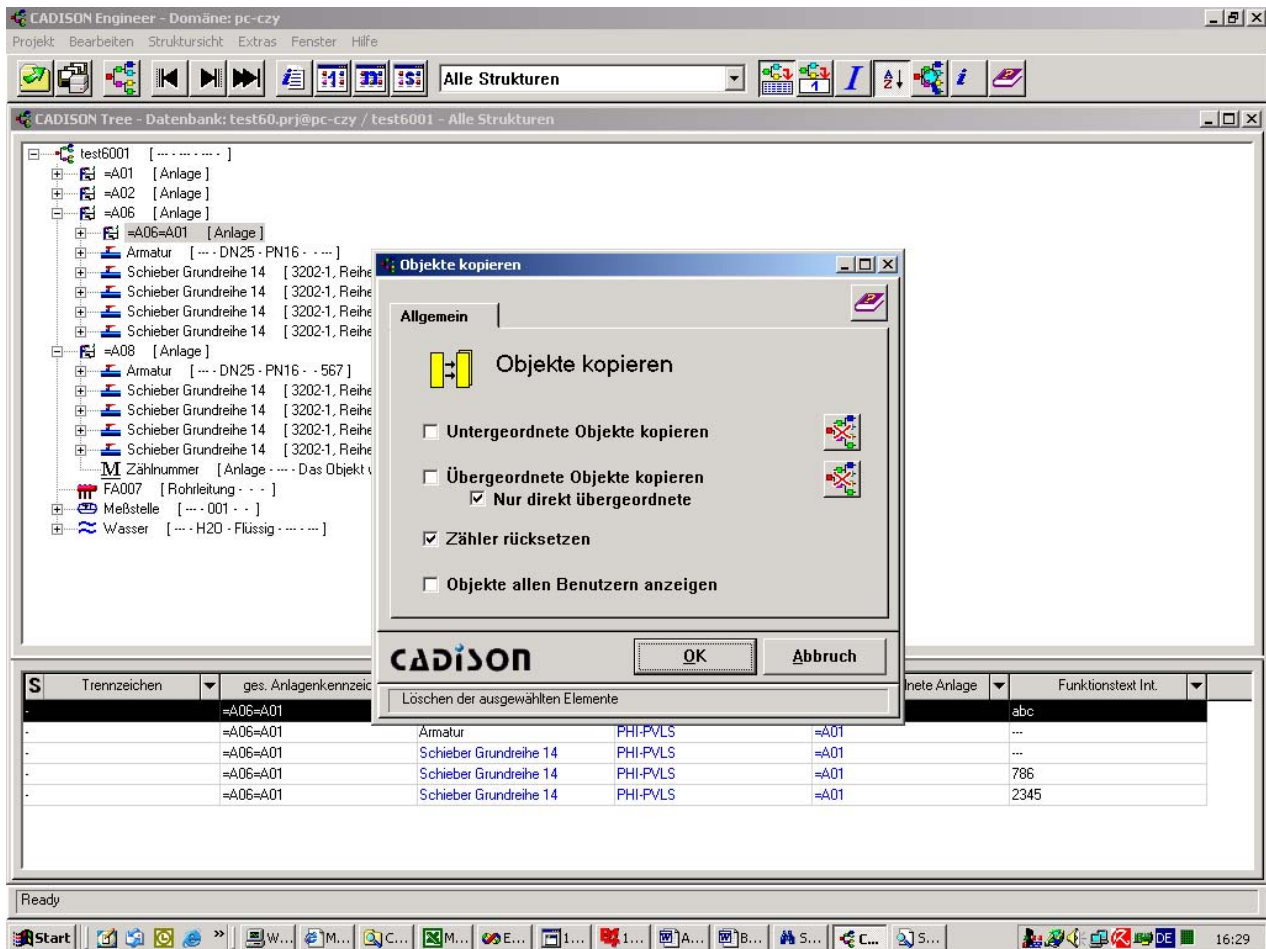 CADISON Engineer - Domäne: pc-czy
Projekt Bearbeiten Struktursicht Extras Fenster Hilfe
Alle Strukturen
CADISON Tree - Datenbank: test60.prj@pc-czy / test6001 - Alle Strukturen
test6001 [ --- - --- - --- - ]
=A01 [ Anlage ]
=A02 [ Anlage ]
=A06 [ Anlage ]
=A06=A01 [ Anlage ]
Armatur [ --- - DN25 - PN16 - - --- ]
Schieber Grundreihe 14 [ 3202-1, Reihe
Schieber Grundreihe 14 [ 3202-1, Reihe
Schieber Grundreihe 14 [ 3202-1, Reihe
Schieber Grundreihe 14 [ 3202-1, Reihe
=A08 [ Anlage ]
Armatur [ --- - DN25 - PN16 - - 567 ]
Schieber Grundreihe 14 [ 3202-1, Reihe
Schieber Grundreihe 14 [ 3202-1, Reihe
Schieber Grundreihe 14 [ 3202-1, Reihe
Schieber Grundreihe 14 [ 3202-1, Reihe
M Zählnummer [ Anlage - --- - Das Objekt
FA007 [ Rohrleitung - - - ]
Meßstelle [ --- - 001 - - ]
Wasser [ --- - H2O - Flüssig - --- - --- ]
Objekte kopieren
Allgemein
Objekte kopieren
Untergeordnete Objekte kopieren
Übergeordnete Objekte kopieren
Nur direkt übergeordnete
Zähler rücksetzen
Objekte allen Benutzern anzeigen
CADISON
OK Abbruch
Löschen der ausgewählten Elemente
S Trennzeichen ges. Anlagenkennzeic nete Anlage Funktionstext Int.
- =A06=A01 abc
- =A06=A01 Armatur PHI-PVLS =A01 ---
- =A06=A01 Schieber Grundreihe 14 PHI-PVLS =A01 ---
- =A06=A01 Schieber Grundreihe 14 PHI-PVLS =A01 786
- =A06=A01 Schieber Grundreihe 14 PHI-PVLS =A01 2345
Ready
Start » W... M... C... M... E... 1... 1... A... B... S... C... S... DE 16:29